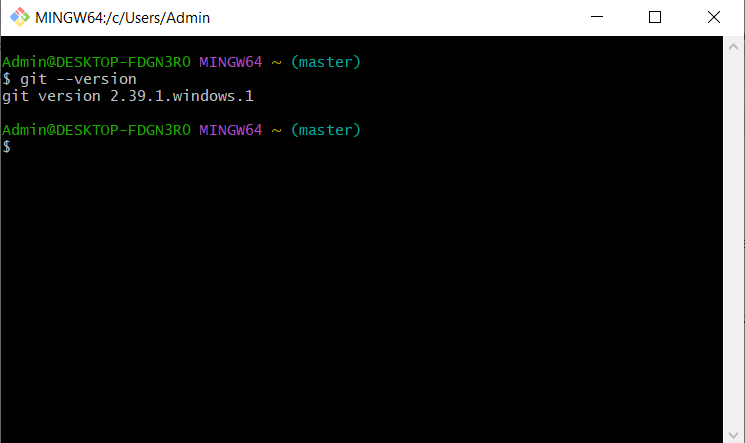 MINGW64:/c/Users/Admin
Admin@DESKTOP-FDGN3RO MINGW64 ~ (master)
$ git --version
git version 2.39.1.windows.1
Admin@DESKTOP-FDGN3RO MINGW64 ~ (master)
$